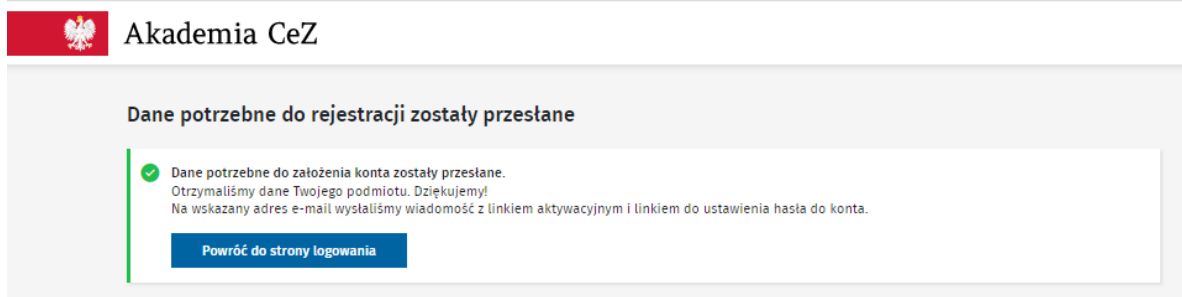 Akademia CeZ
Dane potrzebne do rejestracji zostały przesłane
Dane potrzebne do założenia konta zostały przesłane.
Otrzymaliśmy dane Twojego podmiotu. Dziękujemy!
Na wskazany adres e-mail wysłaliśmy wiadomość z linkiem aktywacyjnym i linkiem do ustawienia hasła do konta.
Powróć do strony logowania